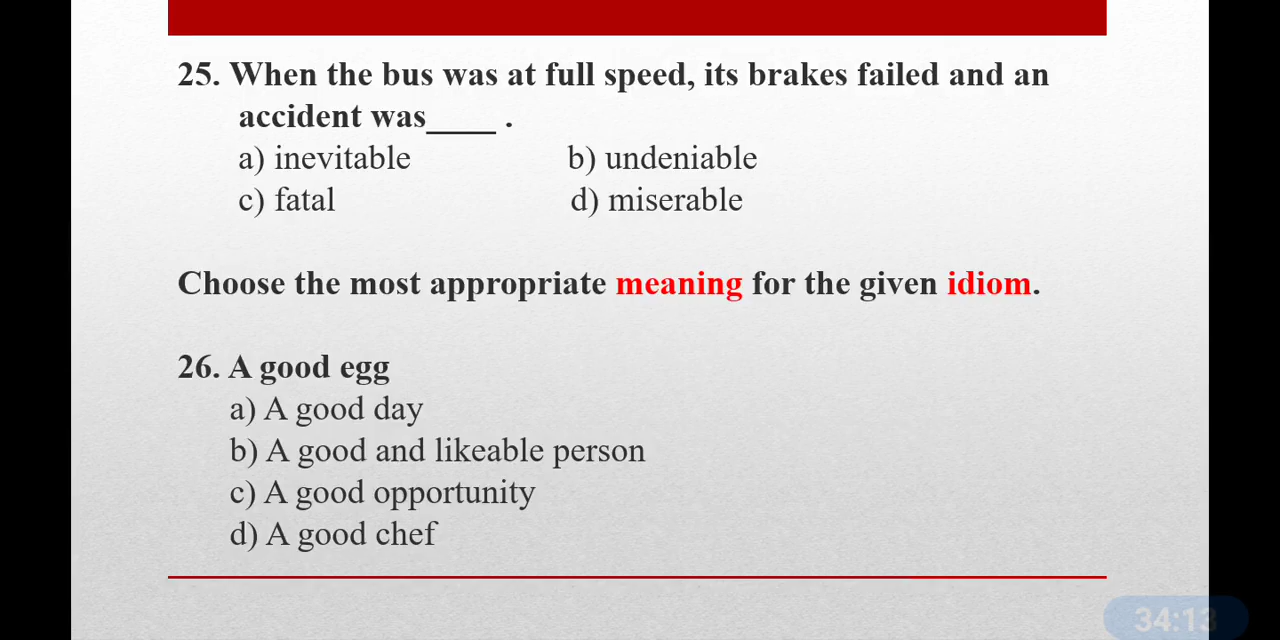 25. When the bus was at full speed, its brakes failed and an
accident was____ .
a) inevitable b) undeniable
c) fatal d) miserable
Choose the most appropriate meaning for the given idiom.
26. A good egg
a) A good day
b) A good and likeable person
c) A good opportunity
d) A good chef
34:13